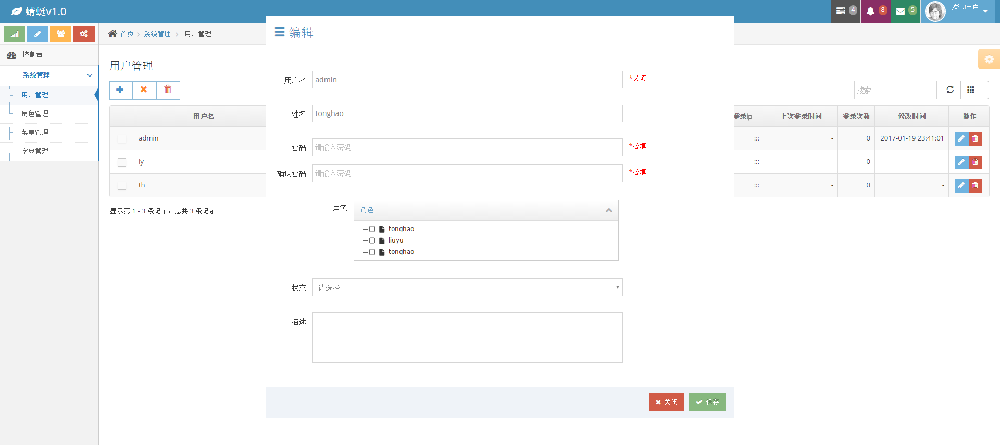 蜻蜓v1.0
4
8
5
欢迎!用户
首页 系统管理 用户管理
控制台
系统管理
用户管理
角色管理
菜单管理
字典管理
用户管理
搜索
用户名
登录ip
上次登录时间
登录次数
修改时间
操作
admin
:::
-
0
2017-01-19 23:41:01
ly
:::
-
0
-
th
:::
-
0
-
显示第 1 - 3 条记录，总共 3 条记录
编辑
用户名
admin
*必填
姓名
tonghao
密码
请输入密码
*必填
确认密码
请输入密码
*必填
角色
角色
tonghao
liuyu
tonghao
状态
请选择
描述
关闭
保存